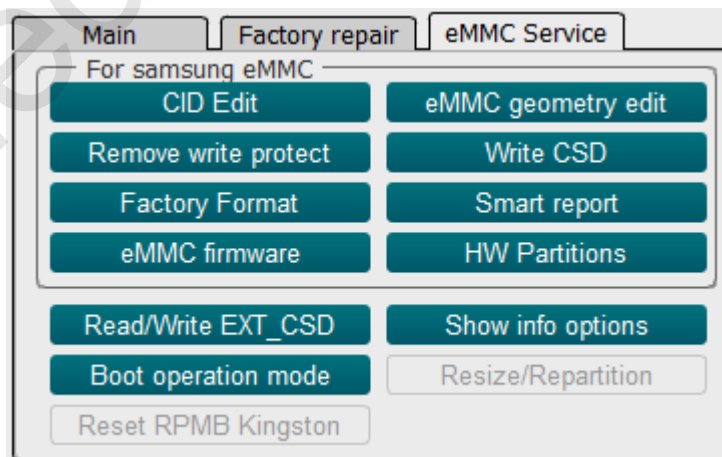 Main Factory repair eMMC Service
For samsung eMMC
CID Edit eMMC geometry edit
Remove write protect Write CSD
Factory Format Smart report
eMMC firmware HW Partitions
Read/Write EXT_CSD Show info options
Boot operation mode Resize/Repartition
Reset RPMB Kingston